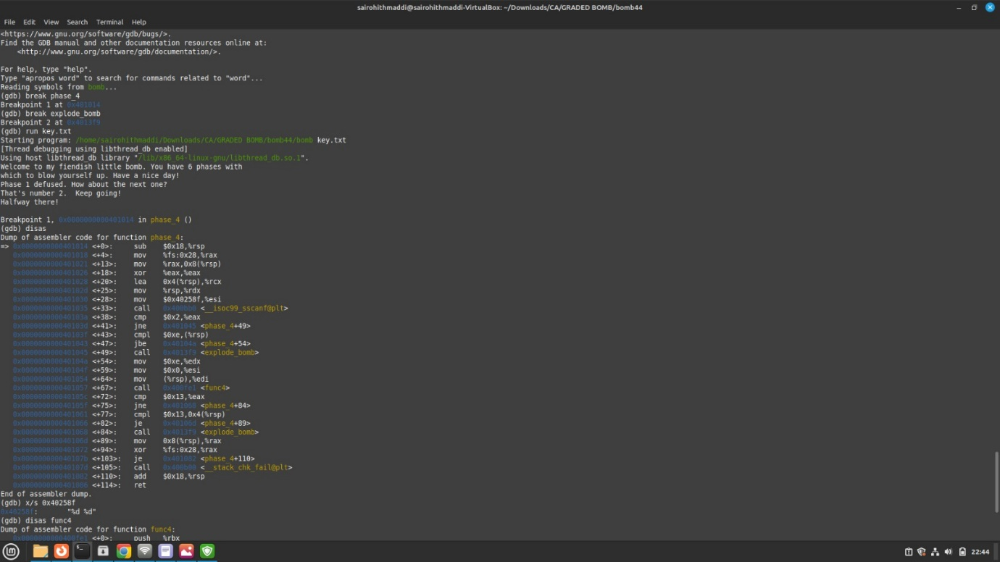 sairohithmaddi@sairohithmaddi-VirtualBox: ~/Downloads/CA/GRADED BOMB/bomb44
File Edit View Search Terminal Help
<https://www.gnu.org/software/gdb/bugs/>.
Find the GDB manual and other documentation resources online at:
    <http://www.gnu.org/software/gdb/documentation/>.
For help, type "help".
Type "apropos word" to search for commands related to "word"...
Reading symbols from bomb...
(gdb) break phase_4
Breakpoint 1 at 0x401014
(gdb) break explode_bomb
Breakpoint 2 at 0x4013f9
(gdb) run key.txt
Starting program: /home/sairohithmaddi/Downloads/CA/GRADED BOMB/bomb44/bomb key.txt
[Thread debugging using libthread_db enabled]
Using host libthread_db library "/lib/x86_64-linux-gnu/libthread_db.so.1".
Welcome to my fiendish little bomb. You have 6 phases with
which to blow yourself up. Have a nice day!
Phase 1 defused. How about the next one?
That's number 2.  Keep going!
Halfway there!
Breakpoint 1, 0x0000000000401014 in phase_4 ()
(gdb) disas
Dump of assembler code for function phase_4:
=> 0x0000000000401014 <+0>:	sub    $0x18,%rsp
   0x0000000000401018 <+4>:	mov    %fs:0x28,%rax
   0x0000000000401021 <+13>:	mov    %rax,0x8(%rsp)
   0x0000000000401026 <+18>:	xor    %eax,%eax
   0x0000000000401028 <+20>:	lea    0x4(%rsp),%rcx
   0x000000000040102d <+25>:	mov    %rsp,%rdx
   0x0000000000401030 <+28>:	mov    $0x40258f,%esi
   0x0000000000401035 <+33>:	call   0x400bb0 <__isoc99_sscanf@plt>
   0x000000000040103a <+38>:	cmp    $0x2,%eax
   0x000000000040103d <+41>:	jne    0x401045 <phase_4+49>
   0x000000000040103f <+43>:	cmpl   $0xe,(%rsp)
   0x0000000000401043 <+47>:	jbe    0x40104a <phase_4+54>
   0x0000000000401045 <+49>:	call   0x4013f9 <explode_bomb>
   0x000000000040104a <+54>:	mov    $0xe,%edx
   0x000000000040104f <+59>:	mov    $0x0,%esi
   0x0000000000401054 <+64>:	mov    (%rsp),%edi
   0x0000000000401057 <+67>:	call   0x400fe1 <func4>
   0x000000000040105c <+72>:	cmp    $0x13,%eax
   0x000000000040105f <+75>:	jne    0x401068 <phase_4+84>
   0x0000000000401061 <+77>:	cmpl   $0x13,0x4(%rsp)
   0x0000000000401066 <+82>:	je     0x40106d <phase_4+89>
   0x0000000000401068 <+84>:	call   0x4013f9 <explode_bomb>
   0x000000000040106d <+89>:	mov    0x8(%rsp),%rax
   0x0000000000401072 <+94>:	xor    %fs:0x28,%rax
   0x000000000040107b <+103>:	je     0x401082 <phase_4+110>
   0x000000000040107d <+105>:	call   0x400b00 <__stack_chk_fail@plt>
   0x0000000000401082 <+110>:	add    $0x18,%rsp
   0x0000000000401086 <+114>:	ret
End of assembler dump.
(gdb) x/s 0x40258f
0x40258f:	"%d %d"
(gdb) disas func4
Dump of assembler code for function func4:
   0x0000000000400fe1 <+0>:	push   %rbx
22:44